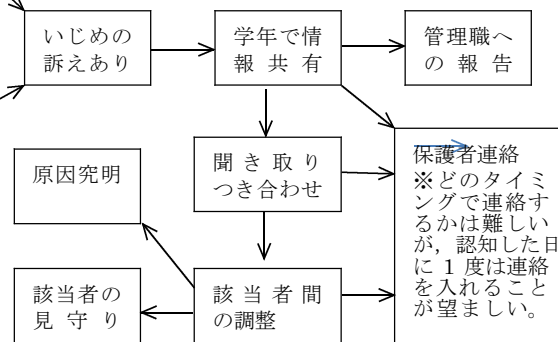 いじめの
訴えあり
学年で情
報共有
管理職へ
の報告
聞き取り
つき合わせ
原因究明
保護者連絡
※どのタイミ
ングで連絡す
るかは難しい
が，認知した日
に１度は連絡
を入れること
が望ましい。
該当者の
見守り
該当者間
の調整